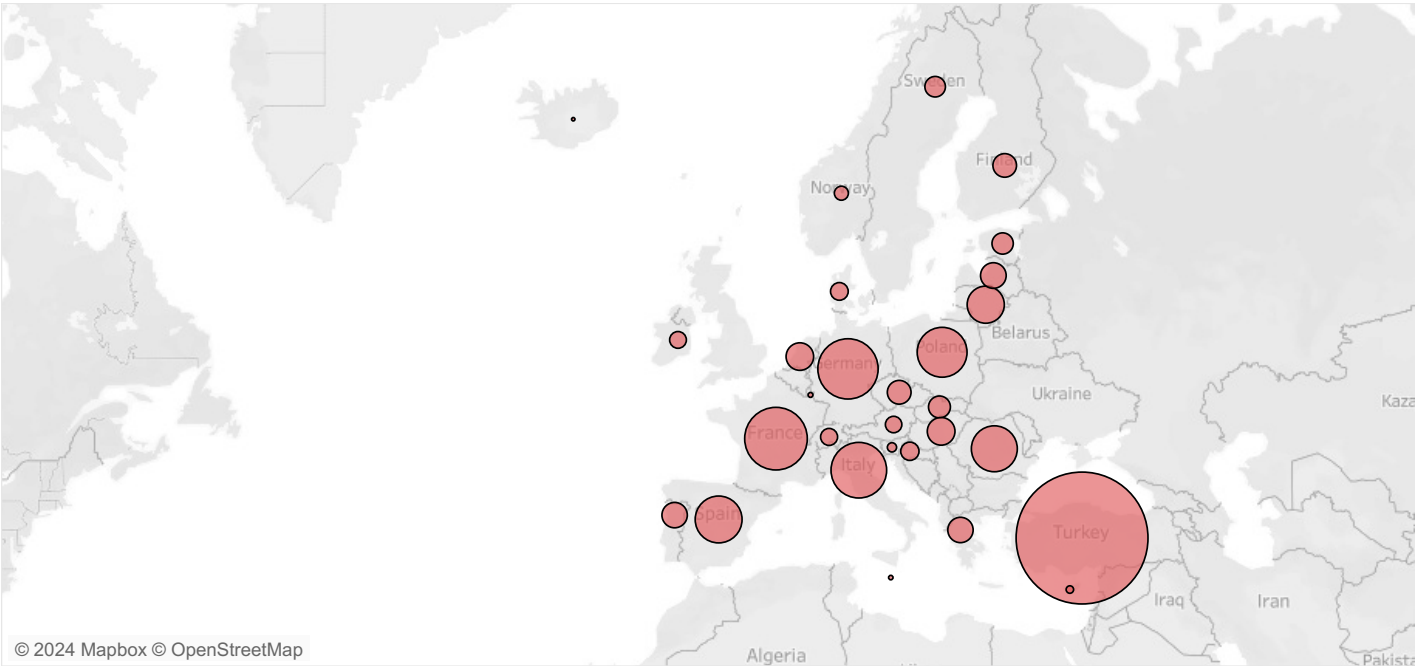 Sweden
Finland
Norway
Belarus
Poland
Germany
Ukraine
Kaza
France
Italy
Spain
Turkey
Iraq
Iran
Algeria
Pakista
© 2024 Mapbox © OpenStreetMap